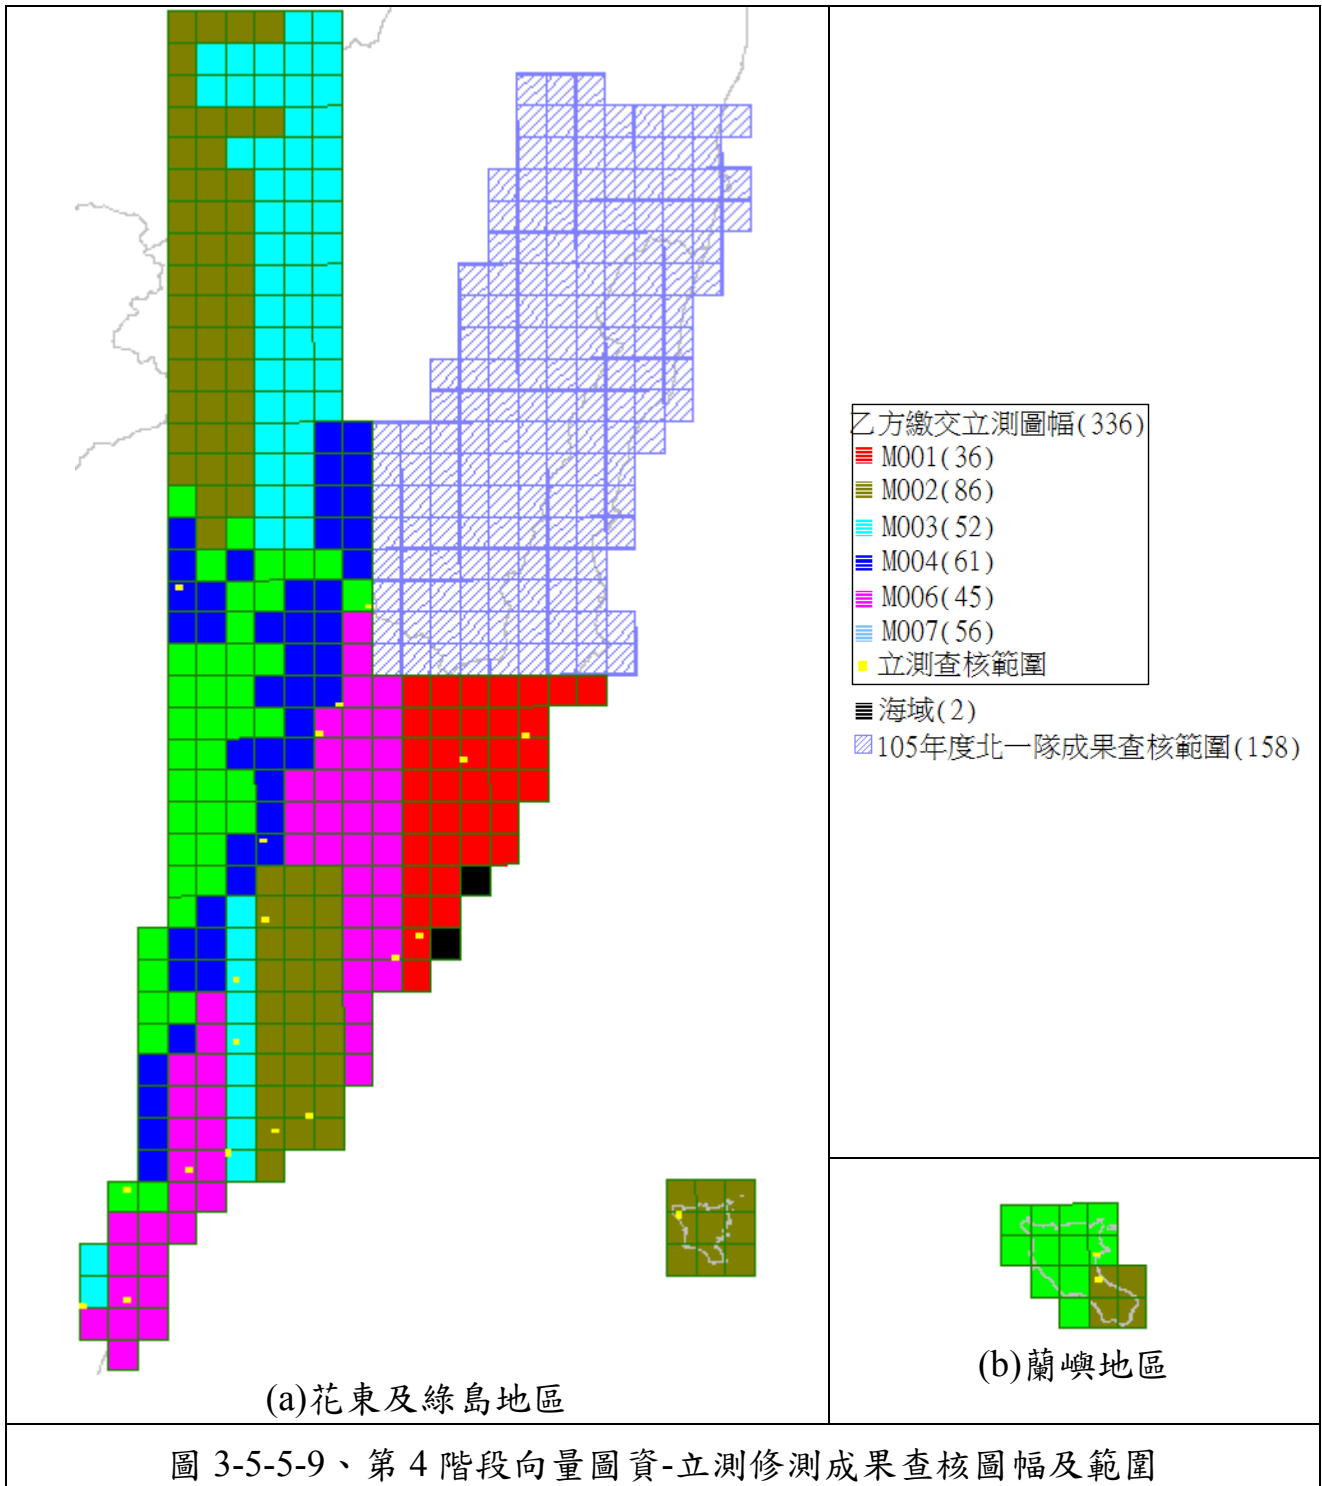 乙方繳交立測圖幅(336)
M001(36)
M002(86)
M003(52)
M004(61)
M006(45)
M007(56)
立測查核範圍
海域(2)
105年度北一隊成果查核範圍(158)
(a)花東及綠島地區
(b)蘭嶼地區
圖 3-5-5-9、第 4 階段向量圖資-立測修測成果查核圖幅及範圍